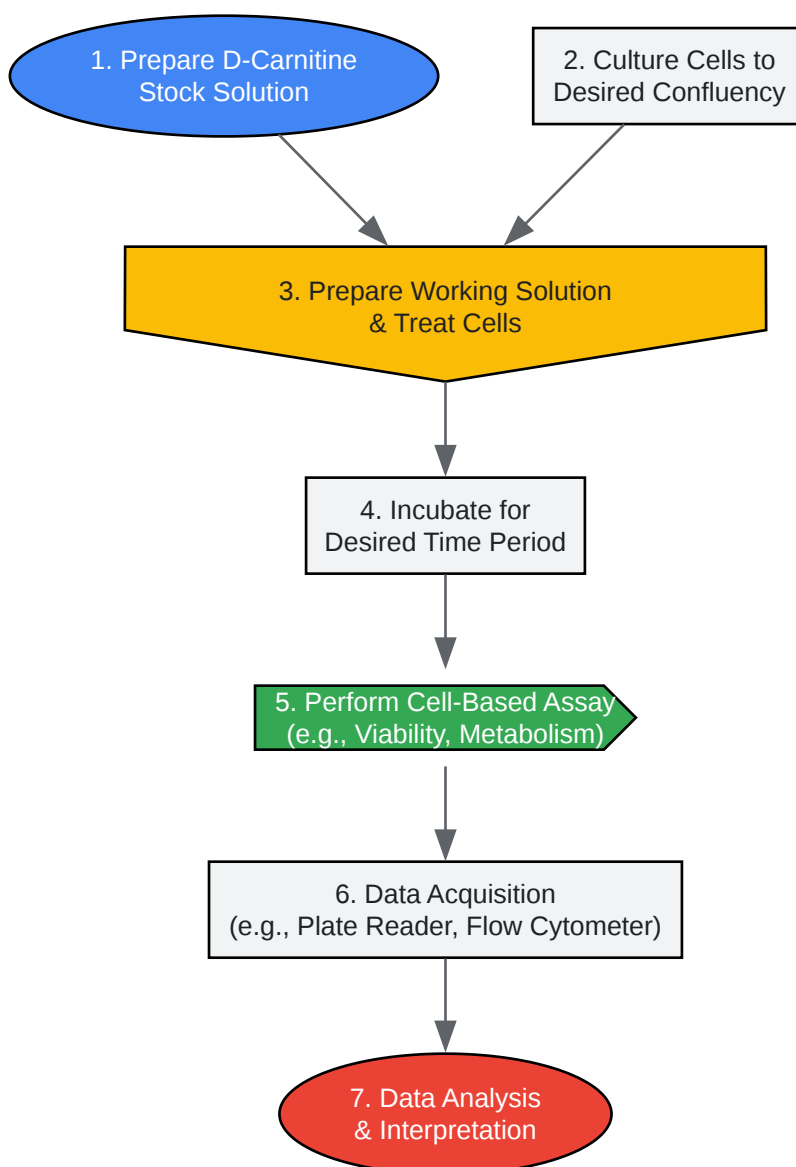 1. Prepare D-Carnitine
Stock Solution
2. Culture Cells to
Desired Confluency
3. Prepare Working Solution
& Treat Cells
4. Incubate for
Desired Time Period
5. Perform Cell-Based Assay
(e.g., Viability, Metabolism)
6. Data Acquisition
(e.g., Plate Reader, Flow Cytometer)
7. Data Analysis
& Interpretation